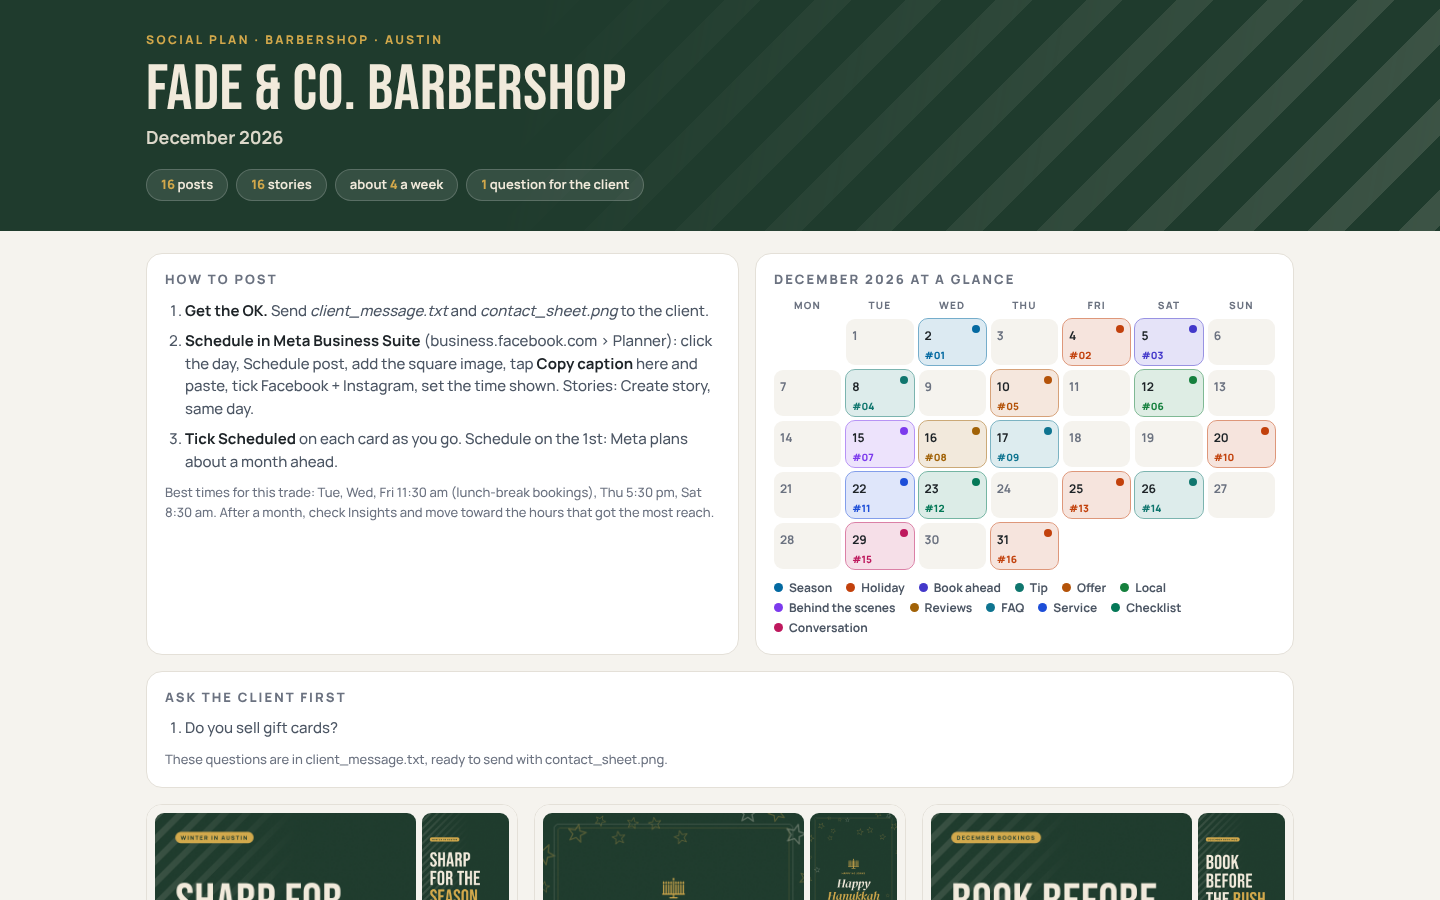 SOCIAL PLAN · BARBERSHOP · AUSTIN
FADE & CO. BARBERSHOP
December 2026
16 posts
16 stories
about 4 a week
1 question for the client
HOW TO POST
1. Get the OK. Send client_message.txt and contact_sheet.png to the client.
2. Schedule in Meta Business Suite (business.facebook.com > Planner): click
the day, Schedule post, add the square image, tap Copy caption here and
paste, tick Facebook + Instagram, set the time shown. Stories: Create story,
same day.
3. Tick Scheduled on each card as you go. Schedule on the 1st: Meta plans
about a month ahead.
Best times for this trade: Tue, Wed, Fri 11:30 am (lunch-break bookings), Thu 5:30 pm, Sat
8:30 am. After a month, check Insights and move toward the hours that got the most reach.
DECEMBER 2026 AT A GLANCE
MON TUE WED THU FRI SAT SUN
1 2 3 4 5 6
#01 #02 #03
7 8 9 10 11 12 13
#04 #05 #06
14 15 16 17 18 19 20
#07 #08 #09 #10
21 22 23 24 25 26 27
#11 #12 #13 #14
28 29 30 31
#15 #16
Season Holiday Book ahead Tip Offer Local
Behind the scenes Reviews FAQ Service Checklist
Conversation
ASK THE CLIENT FIRST
1. Do you sell gift cards?
These questions are in client_message.txt, ready to send with contact_sheet.png.
WINTER IN AUSTIN
SHARP FOR
SHARP
FOR THE
SEASON
Happy
Hanukkah
DECEMBER BOOKINGS
BOOK BEFORE
BOOK
BEFORE
THE RUSH